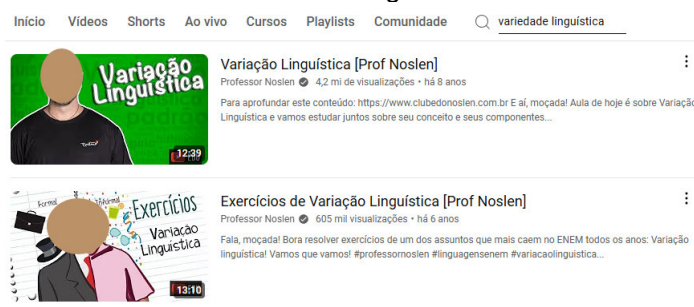 Início Vídeos Shorts Ao vivo Cursos Playlists Comunidade variedade linguística
Variação
Linguística
12:39
Variação Linguística [Prof Noslen]
Professor Noslen 4,2 mi de visualizações • há 8 anos
Para aprofundar este conteúdo: https://www.clubedonoslen.com.br E aí, moçada! Aula de hoje é sobre Variação
Linguística e vamos estudar juntos sobre seu conceito e seus componentes...
Formal
Exercícios
Variação
Linguística
13:10
Exercícios de Variação Linguística [Prof Noslen]
Professor Noslen 605 mil visualizações • há 6 anos
Fala, moçada! Bora resolver exercícios de um dos assuntos que mais caem no ENEM todos os anos: Variação
linguística! Vamos que vamos! #professornoslen #linguagensenem #variacaolinguistica...